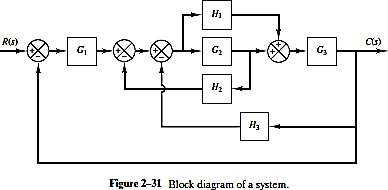 H₁
R(s)
C(s)
+
G₁
+
+
G₂
+
+
G₃
−
−
−
H₂
H₃
Figure 2–31 Block diagram of a system.